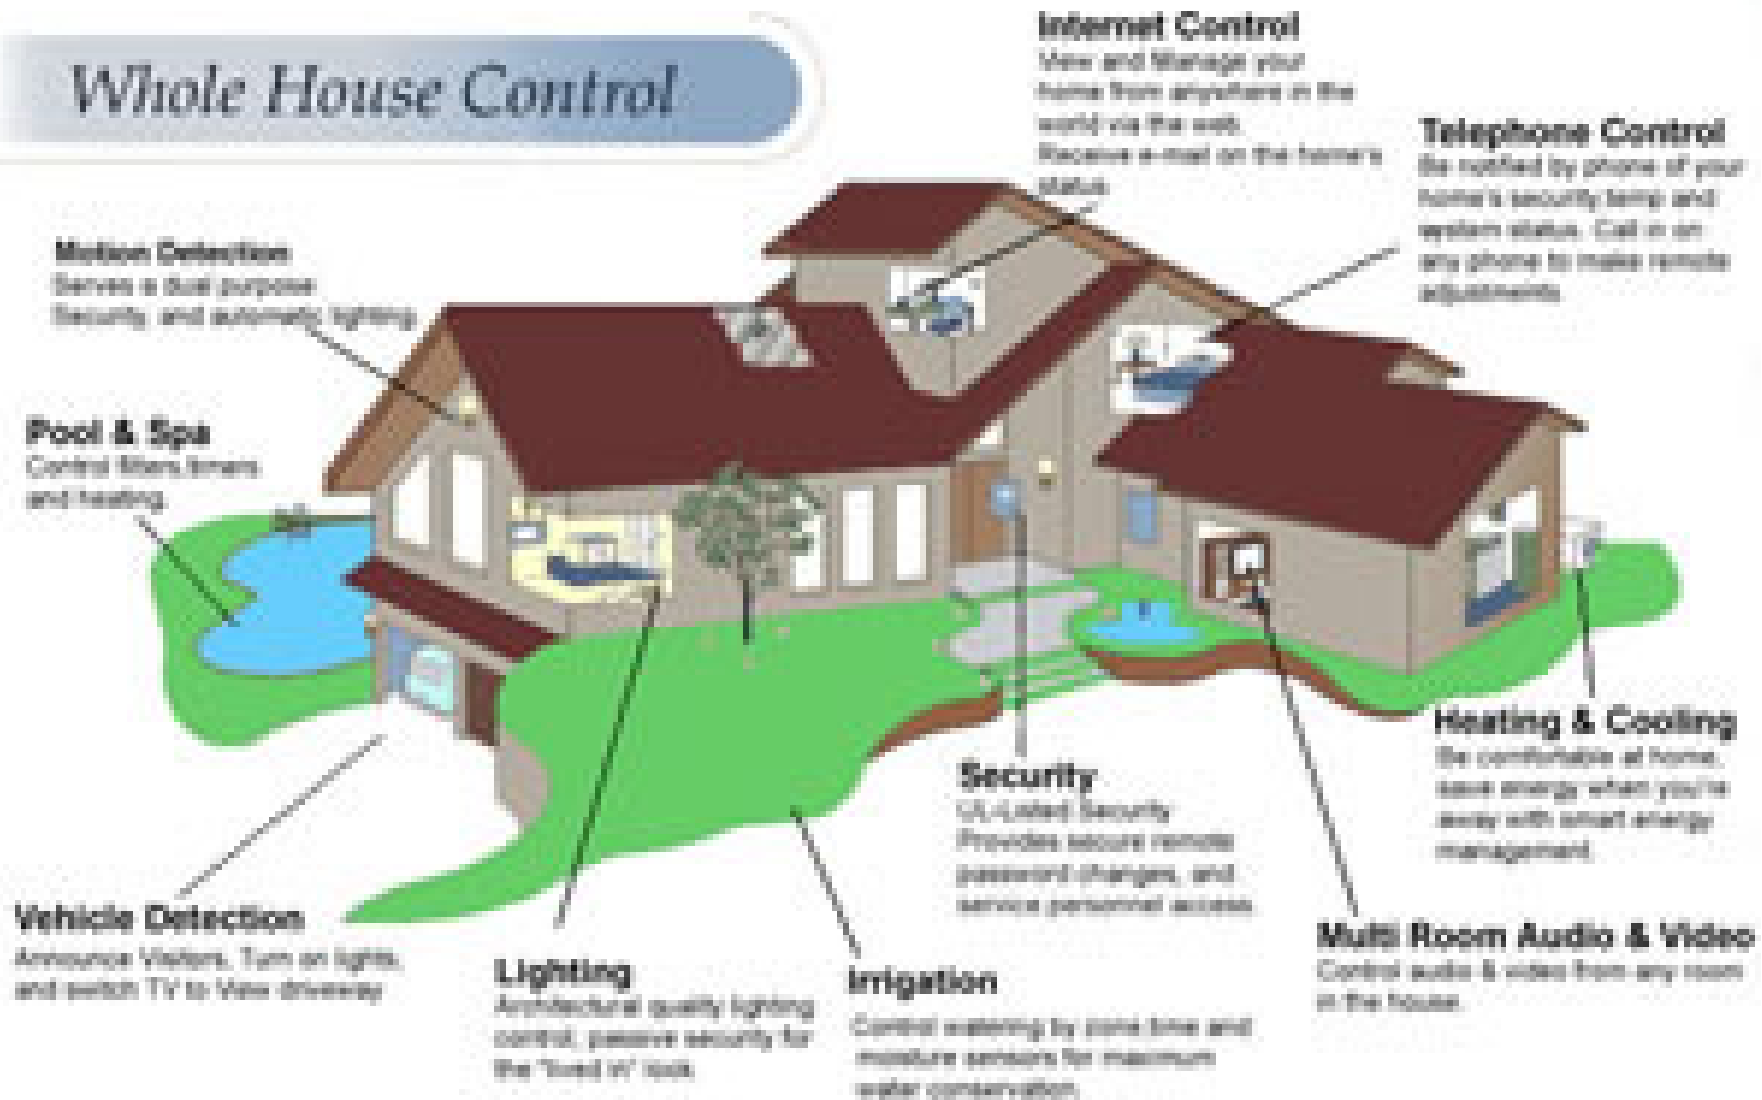 Whole House Control
Internet Control
View and Manage your
home from anywhere in the
world via the web.
Receive e-mail on the home's
status
Telephone Control
Be notified by phone of your
home's security, temp and
system status. Call in on
any phone to make remote
adjustments.
Motion Detection
Serves a dual purpose
Security, and automatic lighting.
Pool & Spa
Control filters, timers
and heating.
Heating & Cooling
Be comfortable at home,
save energy when you're
away with smart energy
management.
Security
UL-Listed Security
Provides secure remote
password changes, and
service personnel access.
Vehicle Detection
Announce Visitors, Turn on lights,
and switch TV to View driveway
Multi Room Audio & Video
Control audio & video from any room
in the house.
Lighting
Architectural quality lighting
control, passive security for
the "lived in" look.
Irrigation
Control watering by zone, time and
moisture sensors for maximum
water conservation.